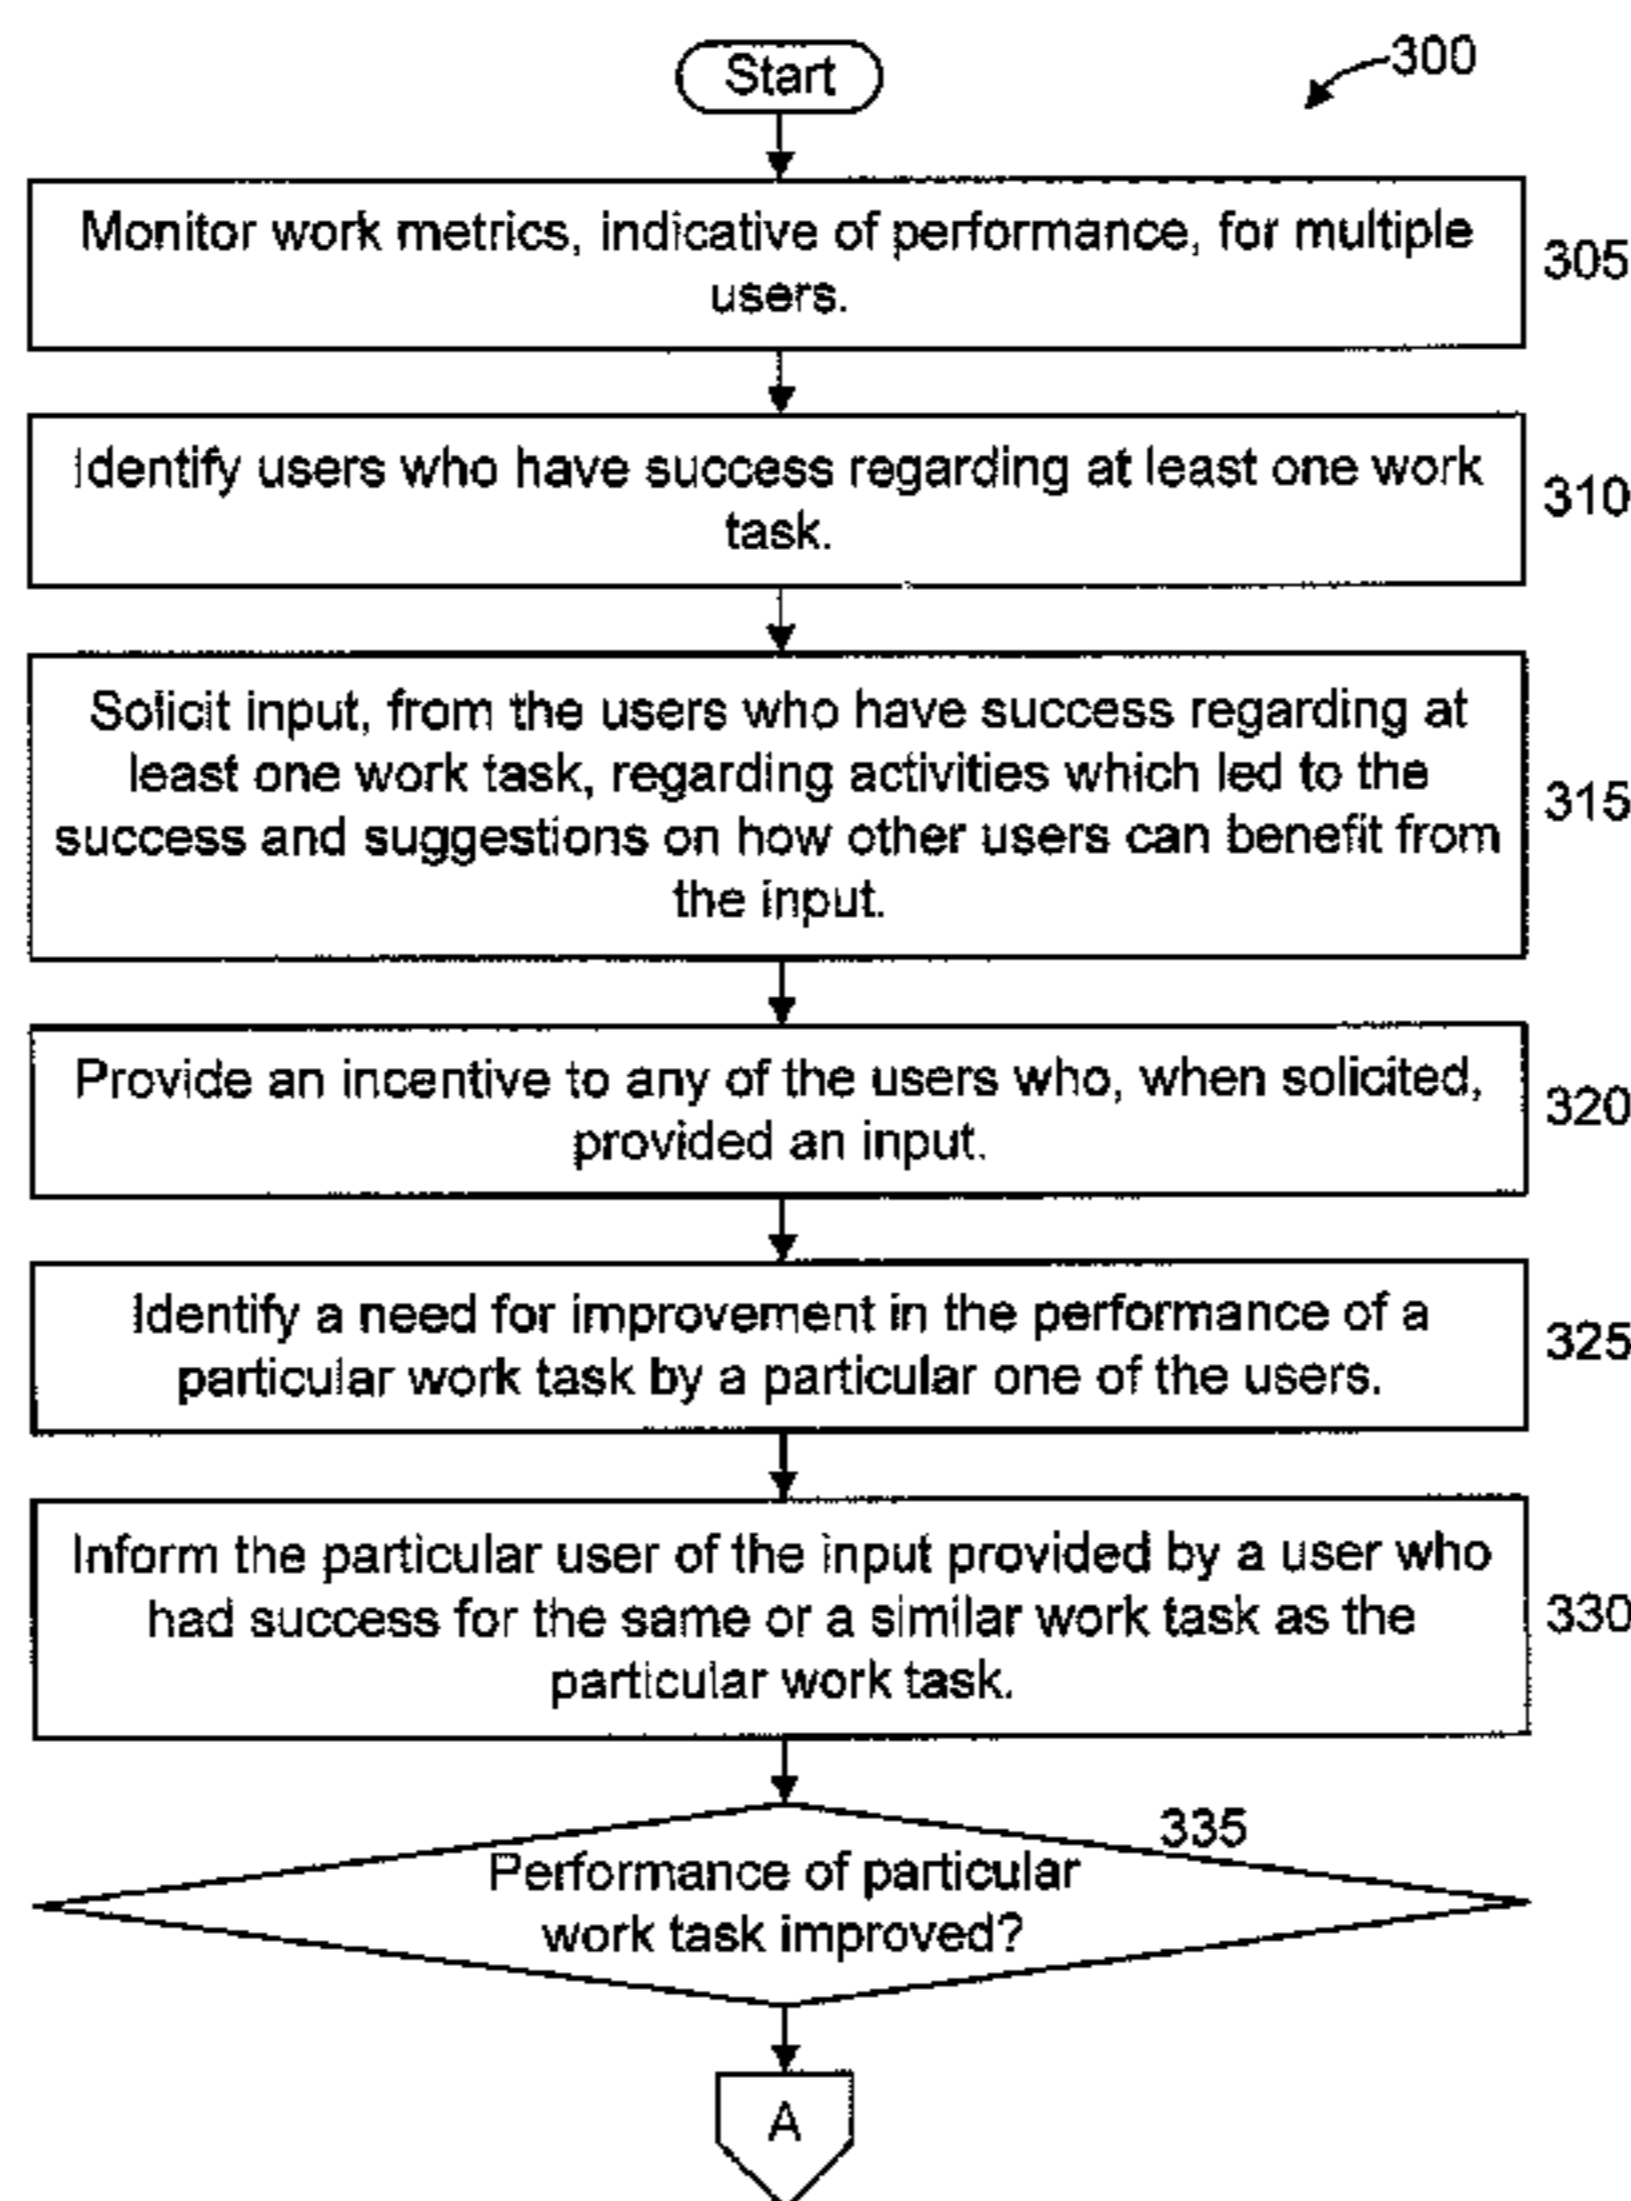 Start
300
Monitor work metrics, indicative of performance, for multiple
users.
305
Identify users who have success regarding at least one work
task.
310
Solicit input, from the users who have success regarding at
least one work task, regarding activities which led to the
success and suggestions on how other users can benefit from
the input.
315
Provide an incentive to any of the users who, when solicited,
provided an input.
320
Identify a need for improvement in the performance of a
particular work task by a particular one of the users.
325
Inform the particular user of the input provided by a user who
had success for the same or a similar work task as the
particular work task.
330
335
Performance of particular
work task improved?
A